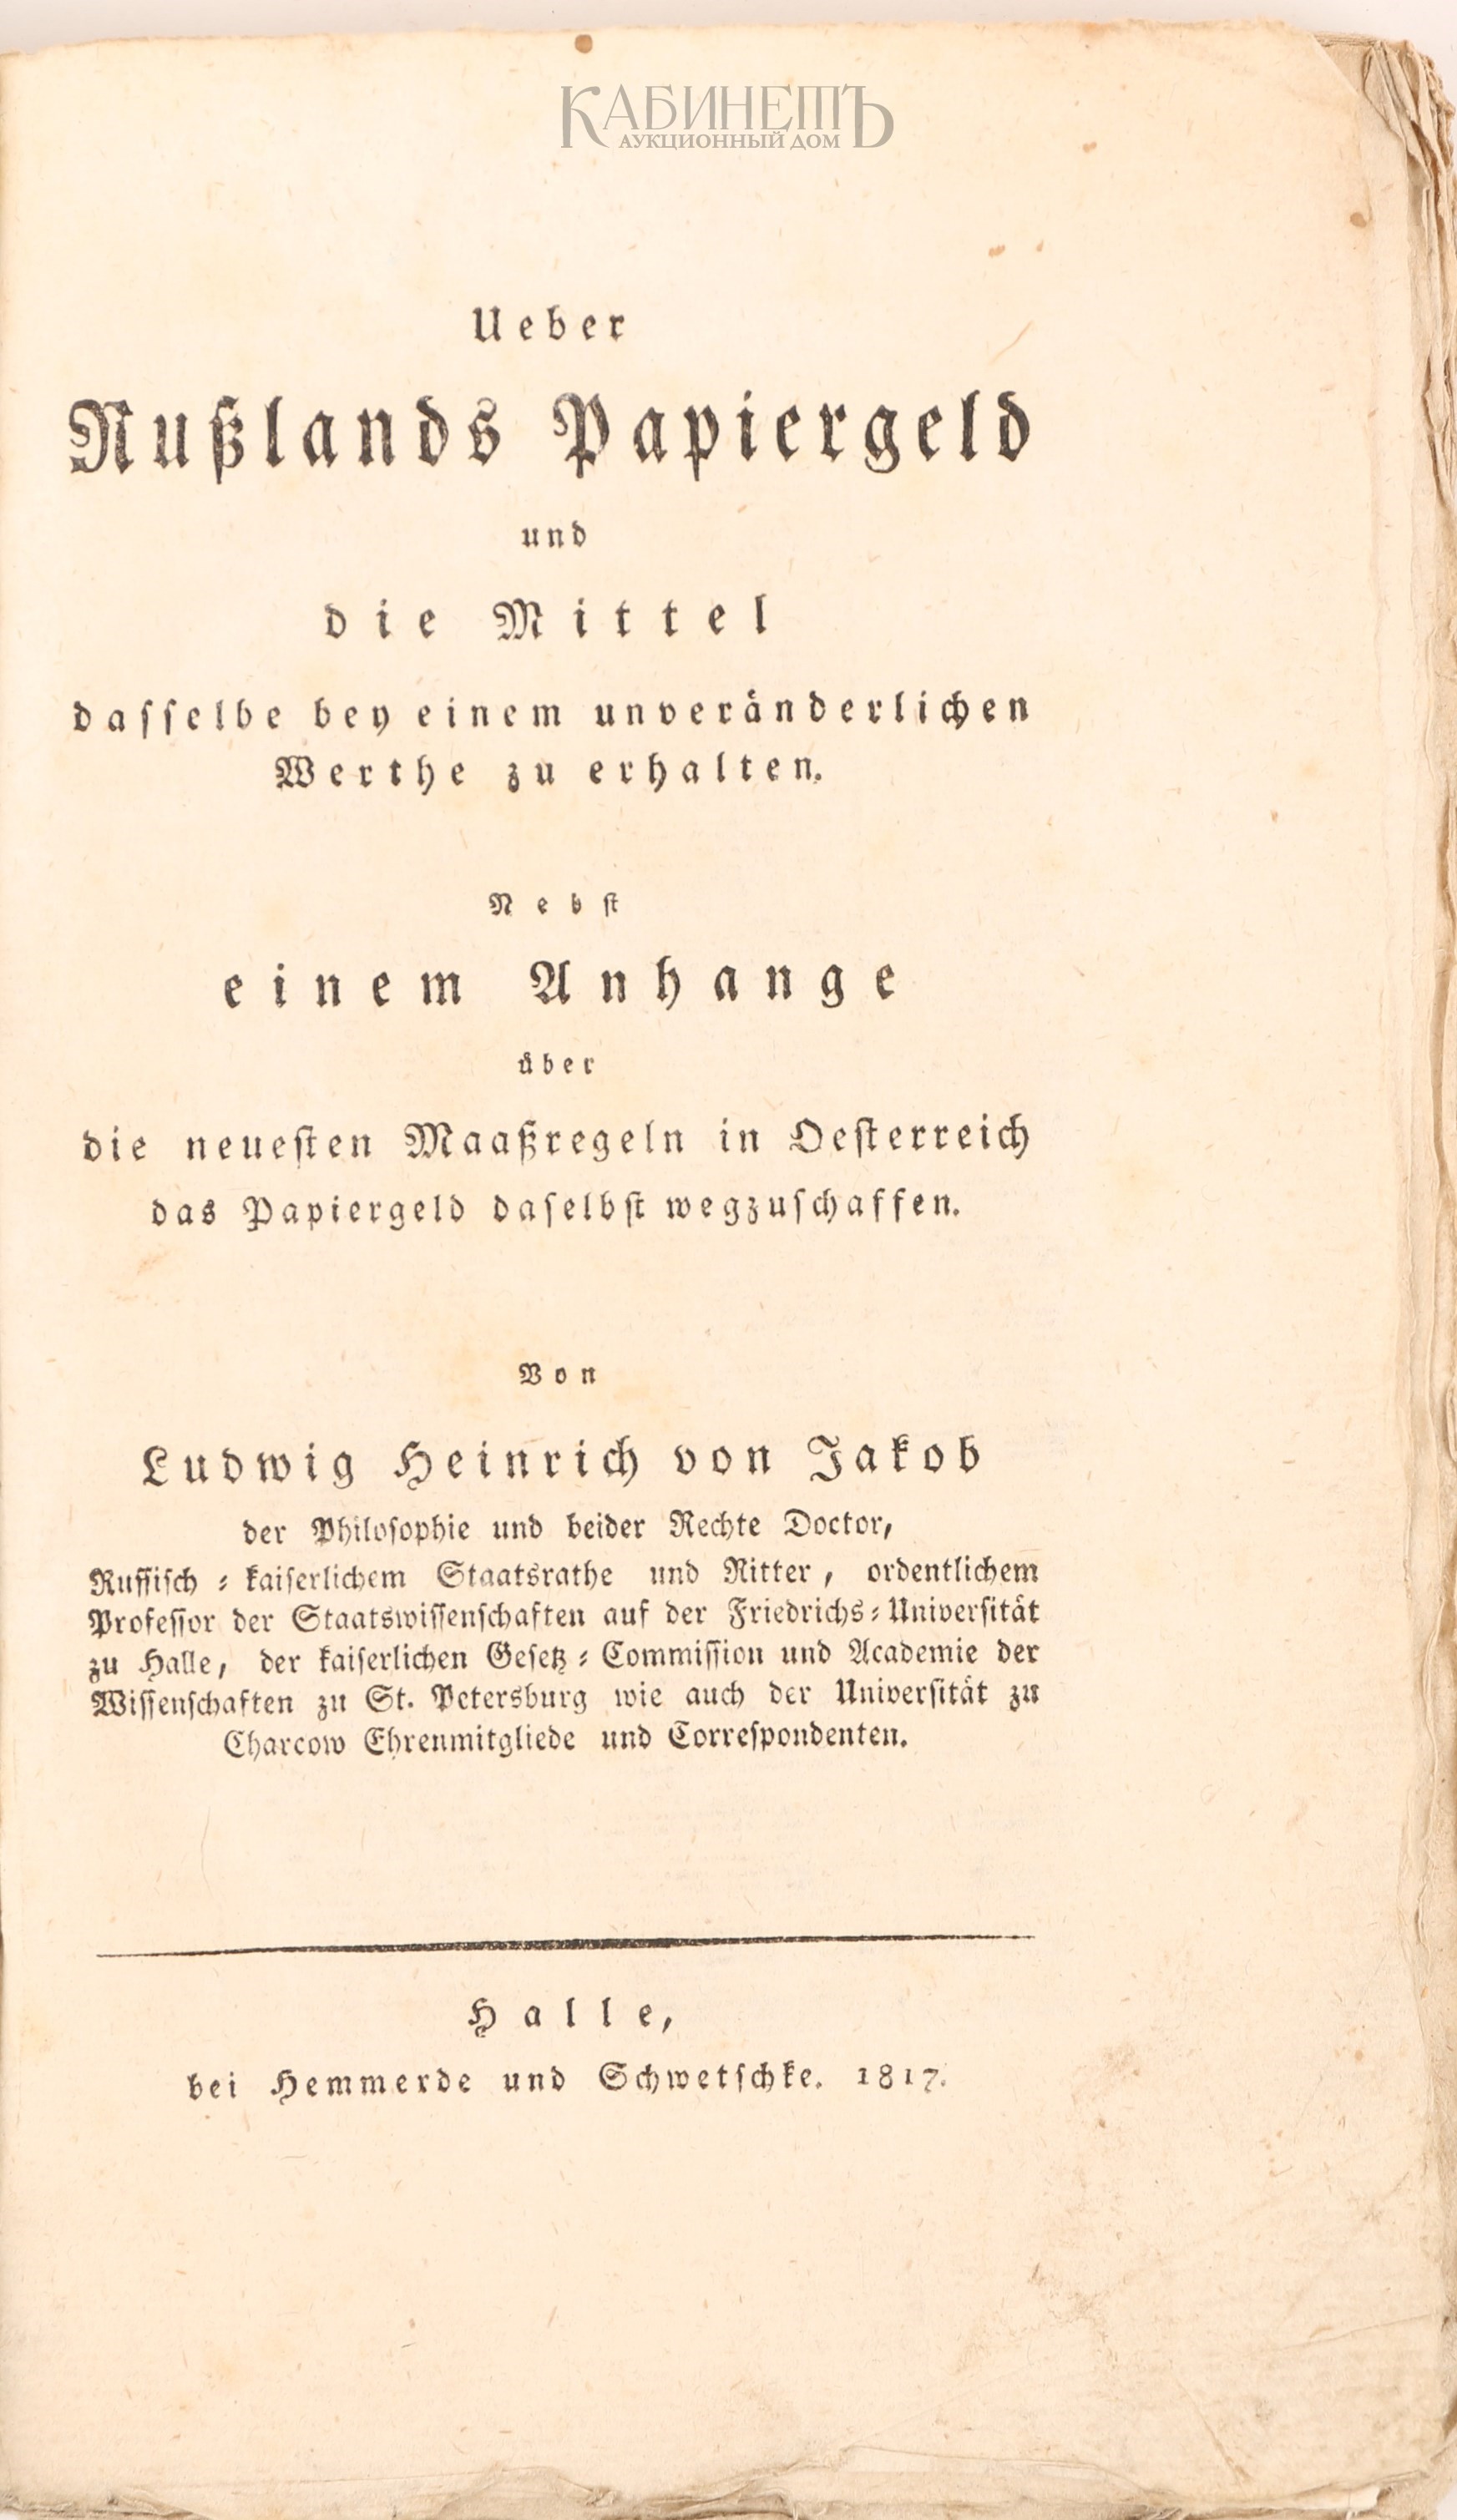 КАБИНЕТЪ
АУКЦИОННЫЙ ДОМ
Ueber
Rußlands Papiergeld
und
die Mittel
daſſelbe bey einem unveränderlichen
Werthe zu erhalten.
Nebſt
einem Anhange
über
die neueſten Maaßregeln in Oeſterreich
das Papiergeld daſelbſt wegzuſchaffen.
Von
Ludwig Heinrich von Jakob
der Philoſophie und beider Rechte Doctor,
Ruſſiſch⸗kaiſerlichem Staatsrathe und Ritter, ordentlichem
Profeſſor der Staatswiſſenſchaften auf der Friedrichs⸗Univerſität
zu Halle, der kaiſerlichen Geſetz⸗Commiſſion und Academie der
Wiſſenſchaften zu St. Petersburg wie auch der Univerſität zu
Charcow Ehrenmitgliede und Correſpondenten.
Halle,
bei Hemmerde und Schwetſchke. 1817.